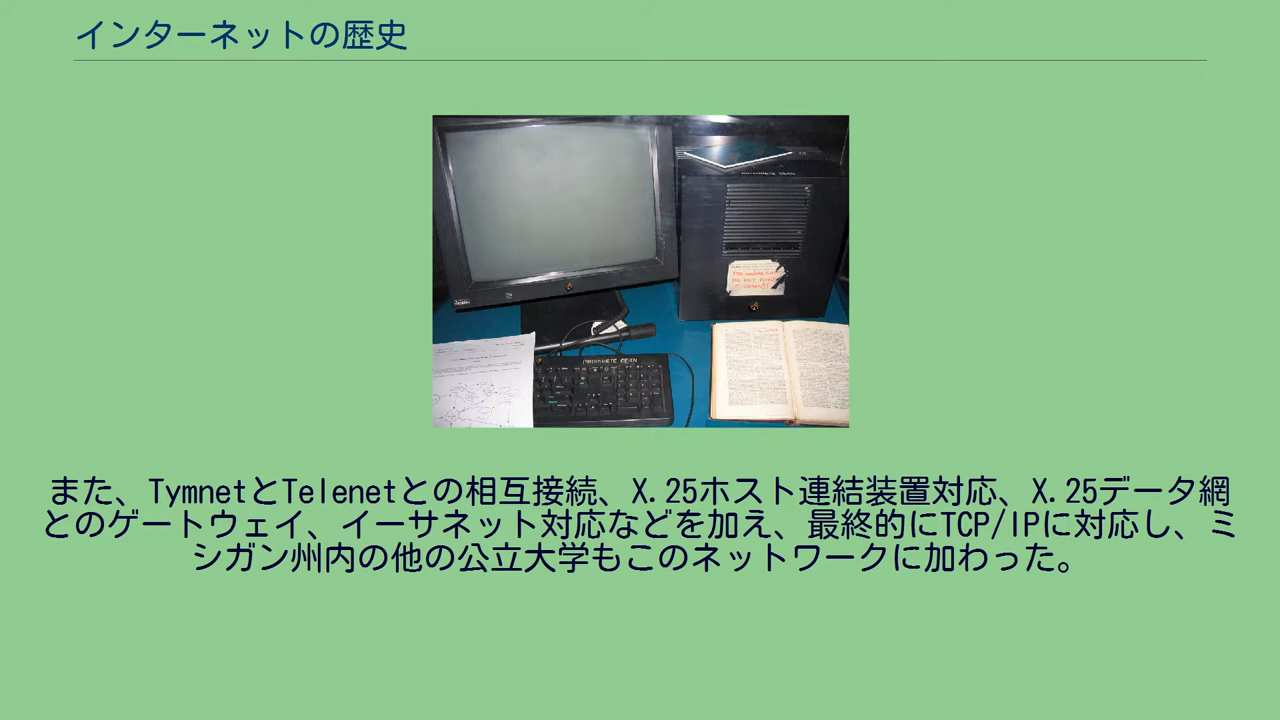 インターネットの歴史
また、TymnetとTelenetとの相互接続、X.25ホスト連結装置対応、X.25データ網
とのゲートウェイ、イーサネット対応などを加え、最終的にTCP/IPに対応し、ミ
シガン州内の他の公立大学もこのネットワークに加わった。